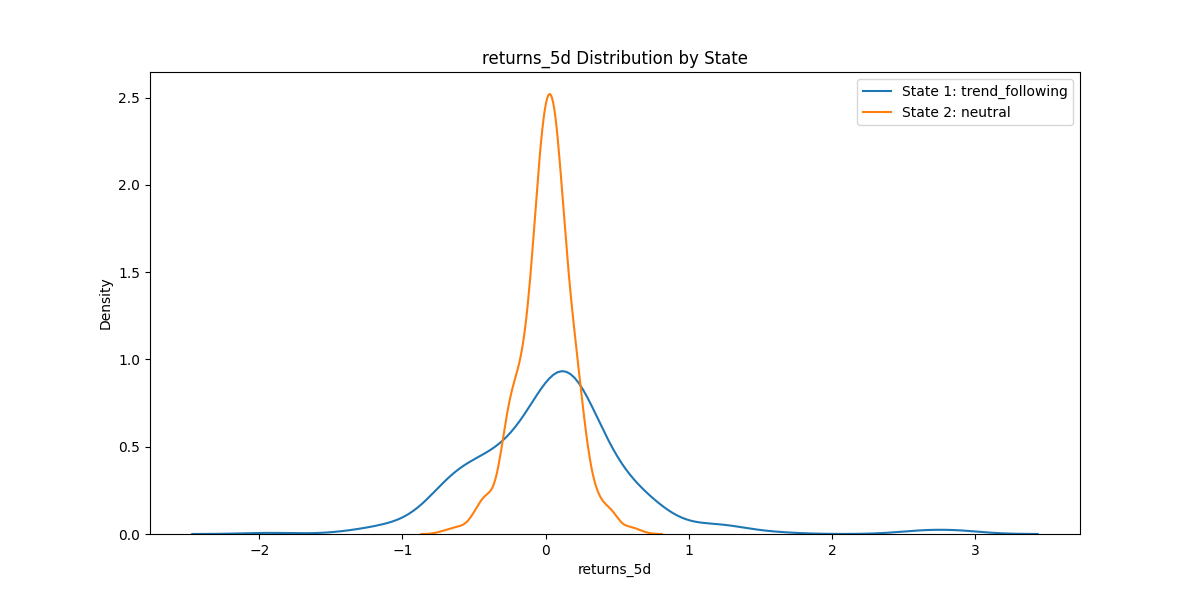 returns_5d Distribution by State
State 1: trend_following
State 2: neutral
Density
2.5
2.0
1.5
1.0
0.5
0.0
−2
−1
0
1
2
3
returns_5d